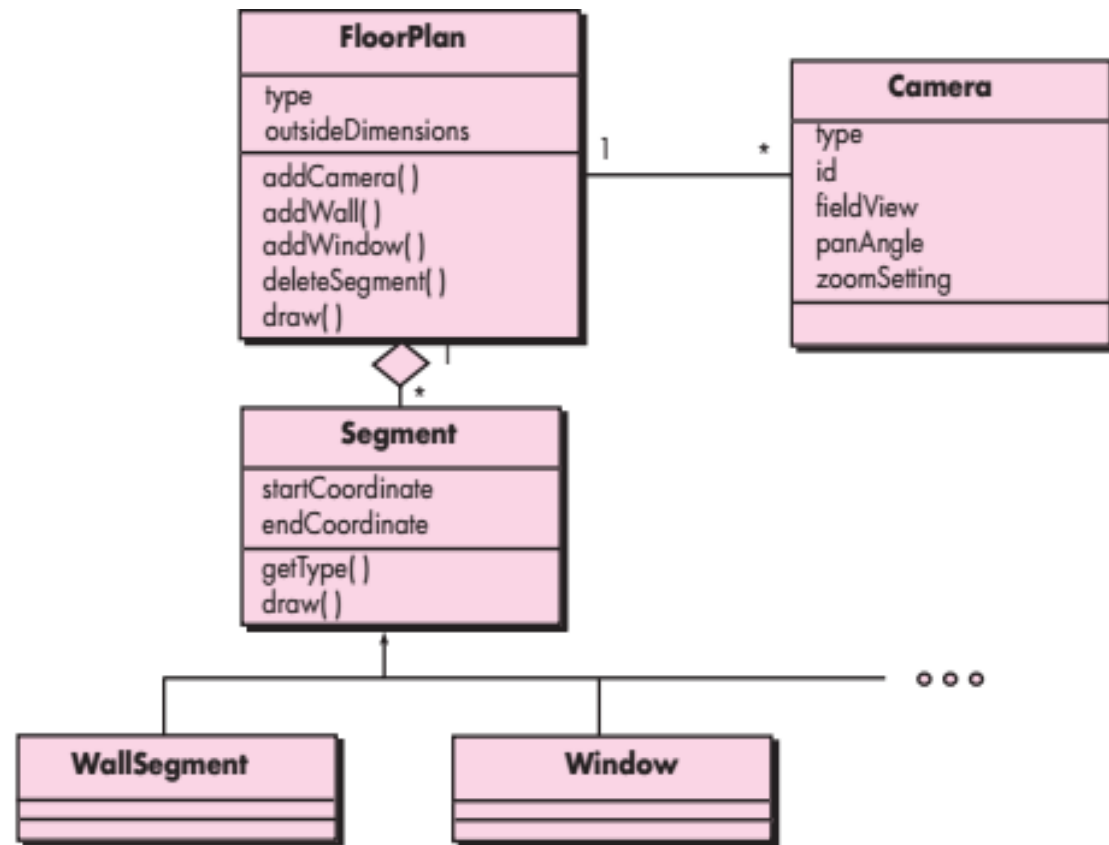 FloorPlan
type
outsideDimensions
addCamera( )
addWall( )
addWindow( )
deleteSegment( )
draw( )
1
*
Camera
type
id
fieldView
panAngle
zoomSetting
1
*
Segment
startCoordinate
endCoordinate
getType( )
draw( )
WallSegment
Window